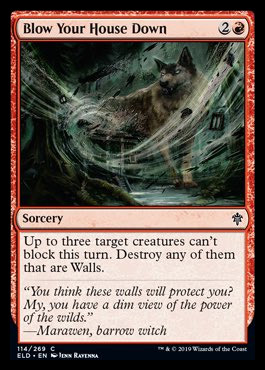 Blow Your House Down 2
Sorcery
Up to three target creatures can't
block this turn. Destroy any of them
that are Walls.
"You think these walls will protect you?
My, you have a dim view of the power
of the wilds."
—Marawen, barrow witch
114/269 C
ELD • EN Jenn Ravenna
™ & © 2019 Wizards of the Coast